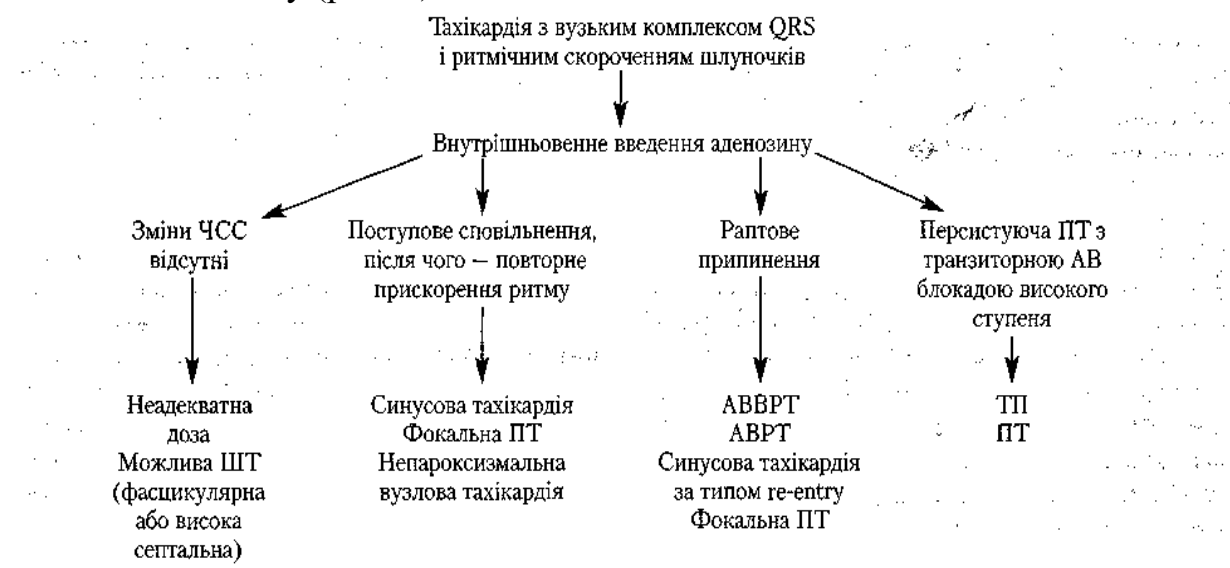 Тахікардія з вузьким комплексом QRS
і ритмічним скороченням шлуночків
Внутрішньовенне введення аденозину
Зміни ЧСС
відсутні
Поступове сповільнення,
після чого – повторне
прискорення ритму
Раптове
припинення
Персистуюча ПТ з
транзиторною АВ
блокадою високого
ступеня
Неадекватна
доза
Можлива ШТ
(фасцикулярна
або висока
септальна)
Синусова тахікардія
Фокальна ПТ
Непароксизмальна
вузлова тахікардія
АВВРТ
АВРТ
Синусова тахікардія
за типом re-entry
Фокальна ПТ
ТП
ПТ